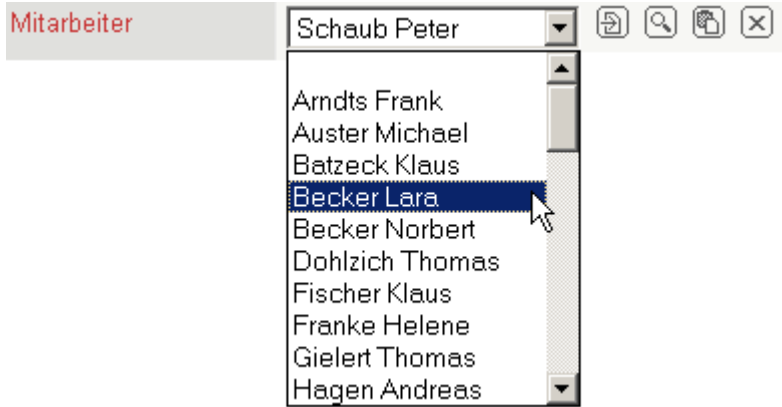 Mitarbeiter
Schaub Peter
Arndts Frank
Auster Michael
Batzeck Klaus
Becker Lara
Becker Norbert
Dohlzich Thomas
Fischer Klaus
Franke Helene
Gielert Thomas
Hagen Andreas